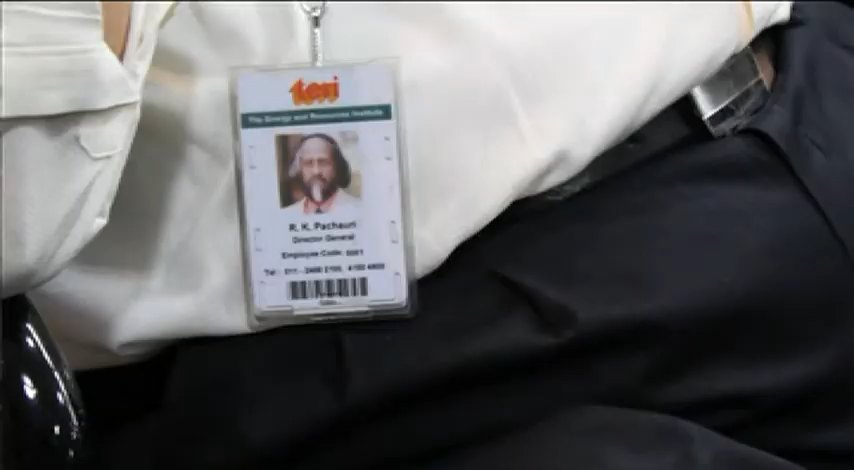 teri
The Energy and Resources Institute
R. K. Pachauri
Director General
Employee Code: 0001
Tel : 011 - 2468 2100, 4150 4900